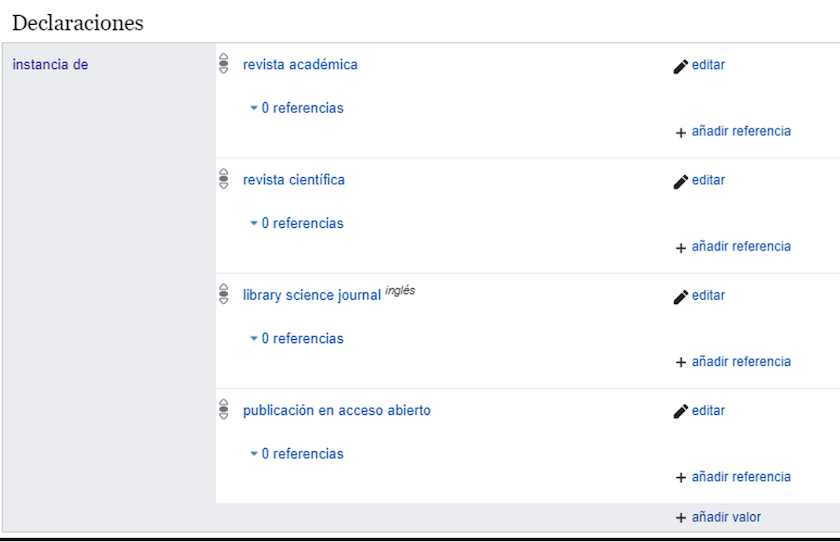 Declaraciones
instancia de
revista académica
editar
0 referencias
+ añadir referencia
revista científica
editar
0 referencias
+ añadir referencia
library science journal inglés
editar
0 referencias
+ añadir referencia
publicación en acceso abierto
editar
0 referencias
+ añadir referencia
+ añadir valor